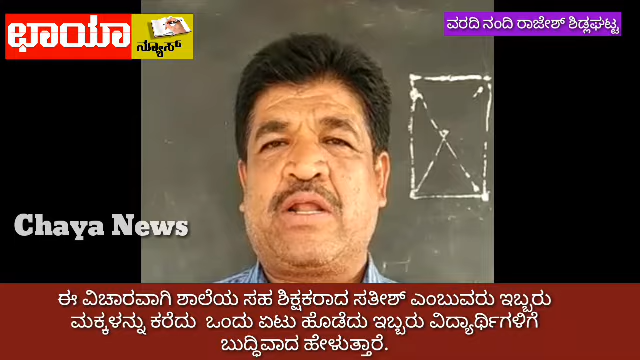 ಛಾಯಾ
ನ್ಯೂಸ್
ವರದಿ ನಂದಿ ರಾಜೇಶ್ ಶಿಡ್ಲಘಟ್ಟ
Chaya News
ಈ ವಿಚಾರವಾಗಿ ಶಾಲೆಯ ಸಹ ಶಿಕ್ಷಕರಾದ ಸತೀಶ್ ಎಂಬುವರು ಇಬ್ಬರು
ಮಕ್ಕಳನ್ನು ಕರೆದು ಒಂದು ಏಟು ಹೊಡೆದು ಇಬ್ಬರು ವಿದ್ಯಾರ್ಥಿಗಳಿಗೆ
ಬುದ್ಧಿವಾದ ಹೇಳುತ್ತಾರೆ.